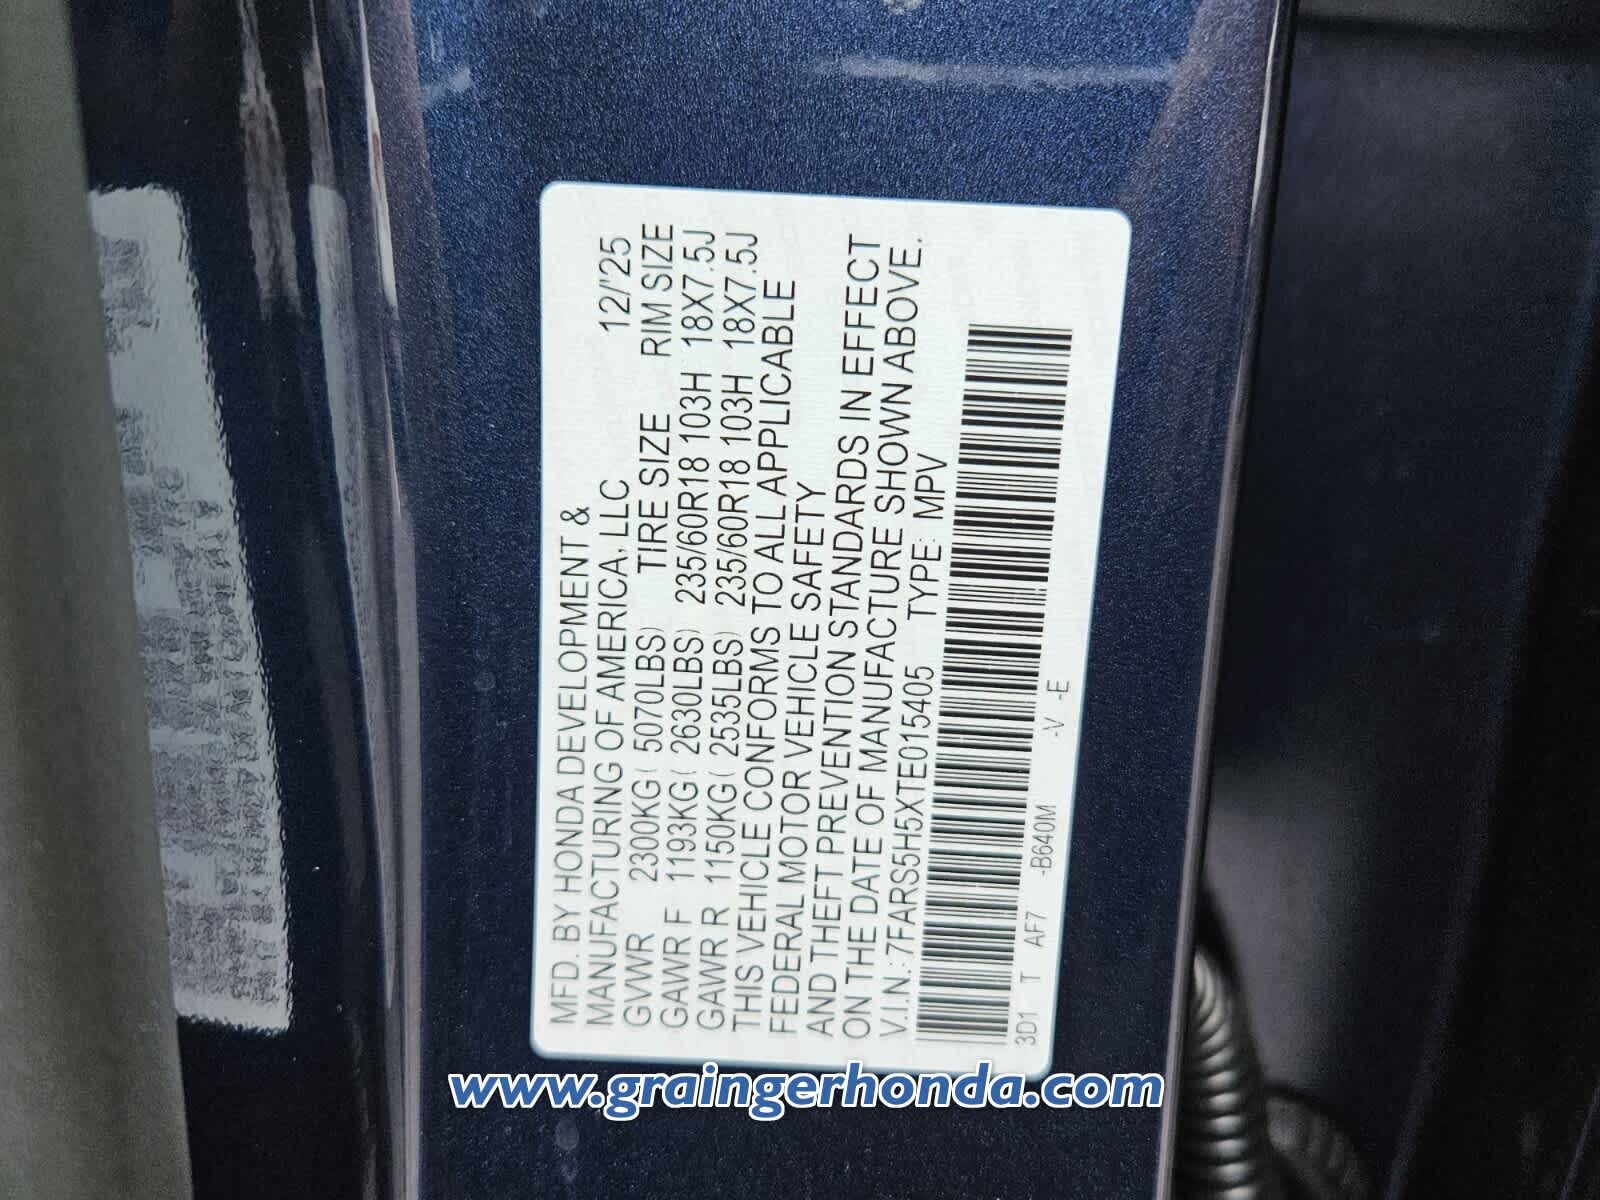 MFD. BY HONDA DEVELOPMENT &
MANUFACTURING OF AMERICA, LLC 12/'25
GVWR 2300KG( 5070LBS) TIRE SIZE RIM SIZE
GAWR F 1193KG( 2630LBS) 235/60R18 103H 18X7.5J
GAWR R 1150KG( 2535LBS) 235/60R18 103H 18X7.5J
THIS VEHICLE CONFORMS TO ALL APPLICABLE
FEDERAL MOTOR VEHICLE SAFETY
AND THEFT PREVENTION STANDARDS IN EFFECT
ON THE DATE OF MANUFACTURE SHOWN ABOVE.
V.I.N.: 7FARS5H5XTE015405 TYPE: MPV
3D1 T AF7 -B640M -V -E
www.graingerhonda.com